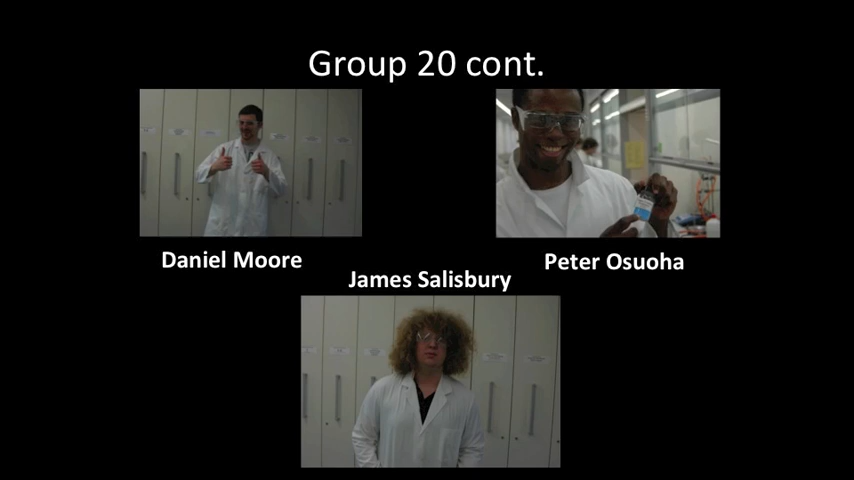 Group 20 cont.
Daniel Moore
Peter Osuoha
James Salisbury